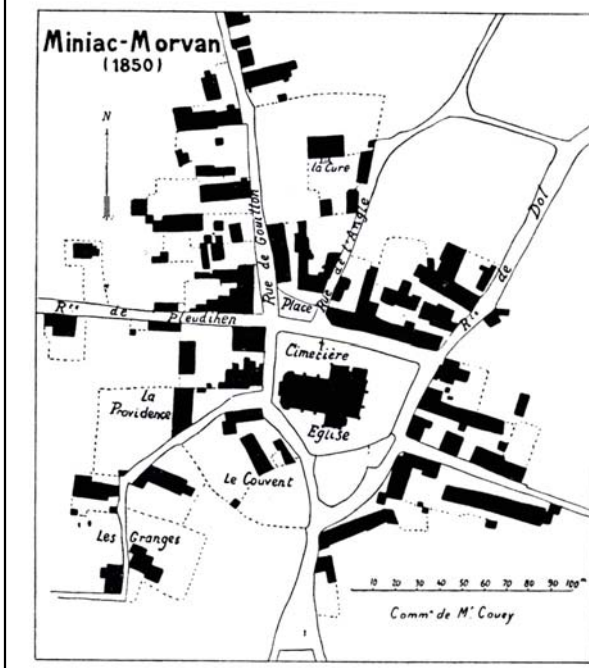 Miniac-Morvan
(1850)
N
la Cure
Rue de Gouillon
Rue de l'Angle
Rte de Dol
Place
Rte de Pleudihen
Cimetière
La
Providence
Eglise
Le Couvent
Les Granges
10 20 30 40 50 60 70 80 90 100m
Common de Mr Couey